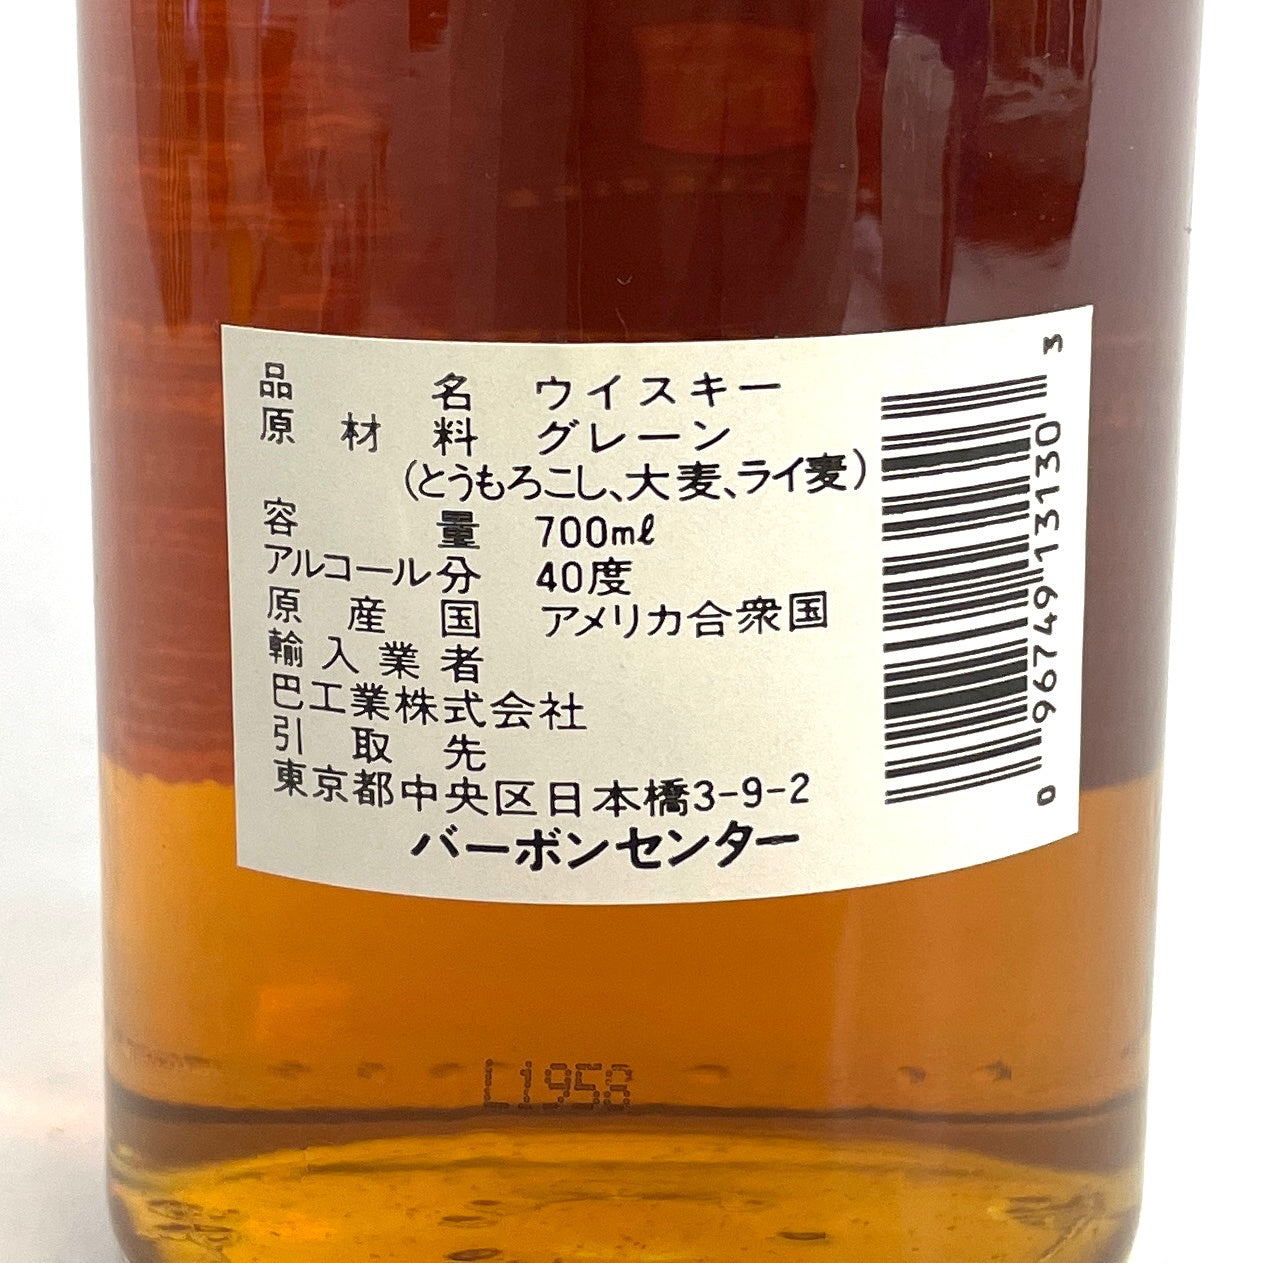 品名 ウイスキー
原材料 グレーン
(とうもろこし、大麦、ライ麦)
容量 700mℓ
アルコール分 40度
原産国 アメリカ合衆国
輸入業者
巴工業株式会社
引取先
東京都中央区日本橋3-9-2
バーボンセンター
0 96749 13130 3
L1958